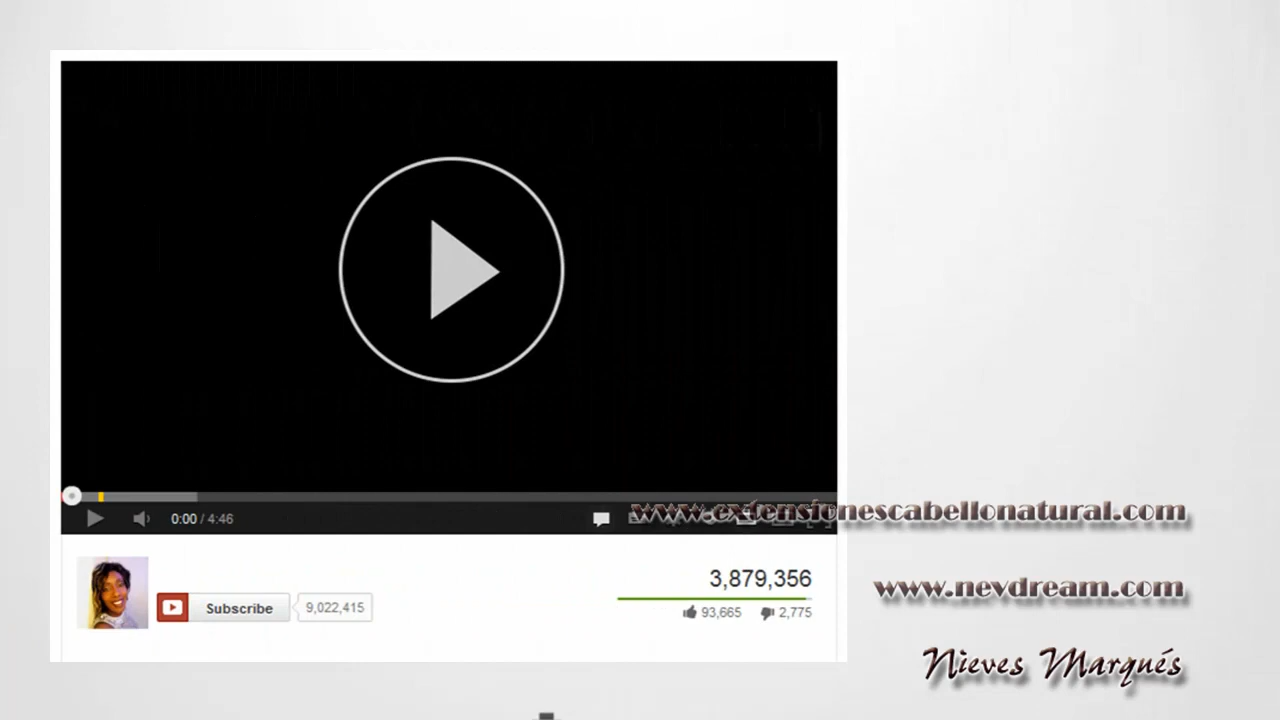 0:00 / 4:46
www.extensionescabellonatural.com
Subscribe
9,022,415
3,879,356
93,665
2,775
www.nevdream.com
Nieves Marqués